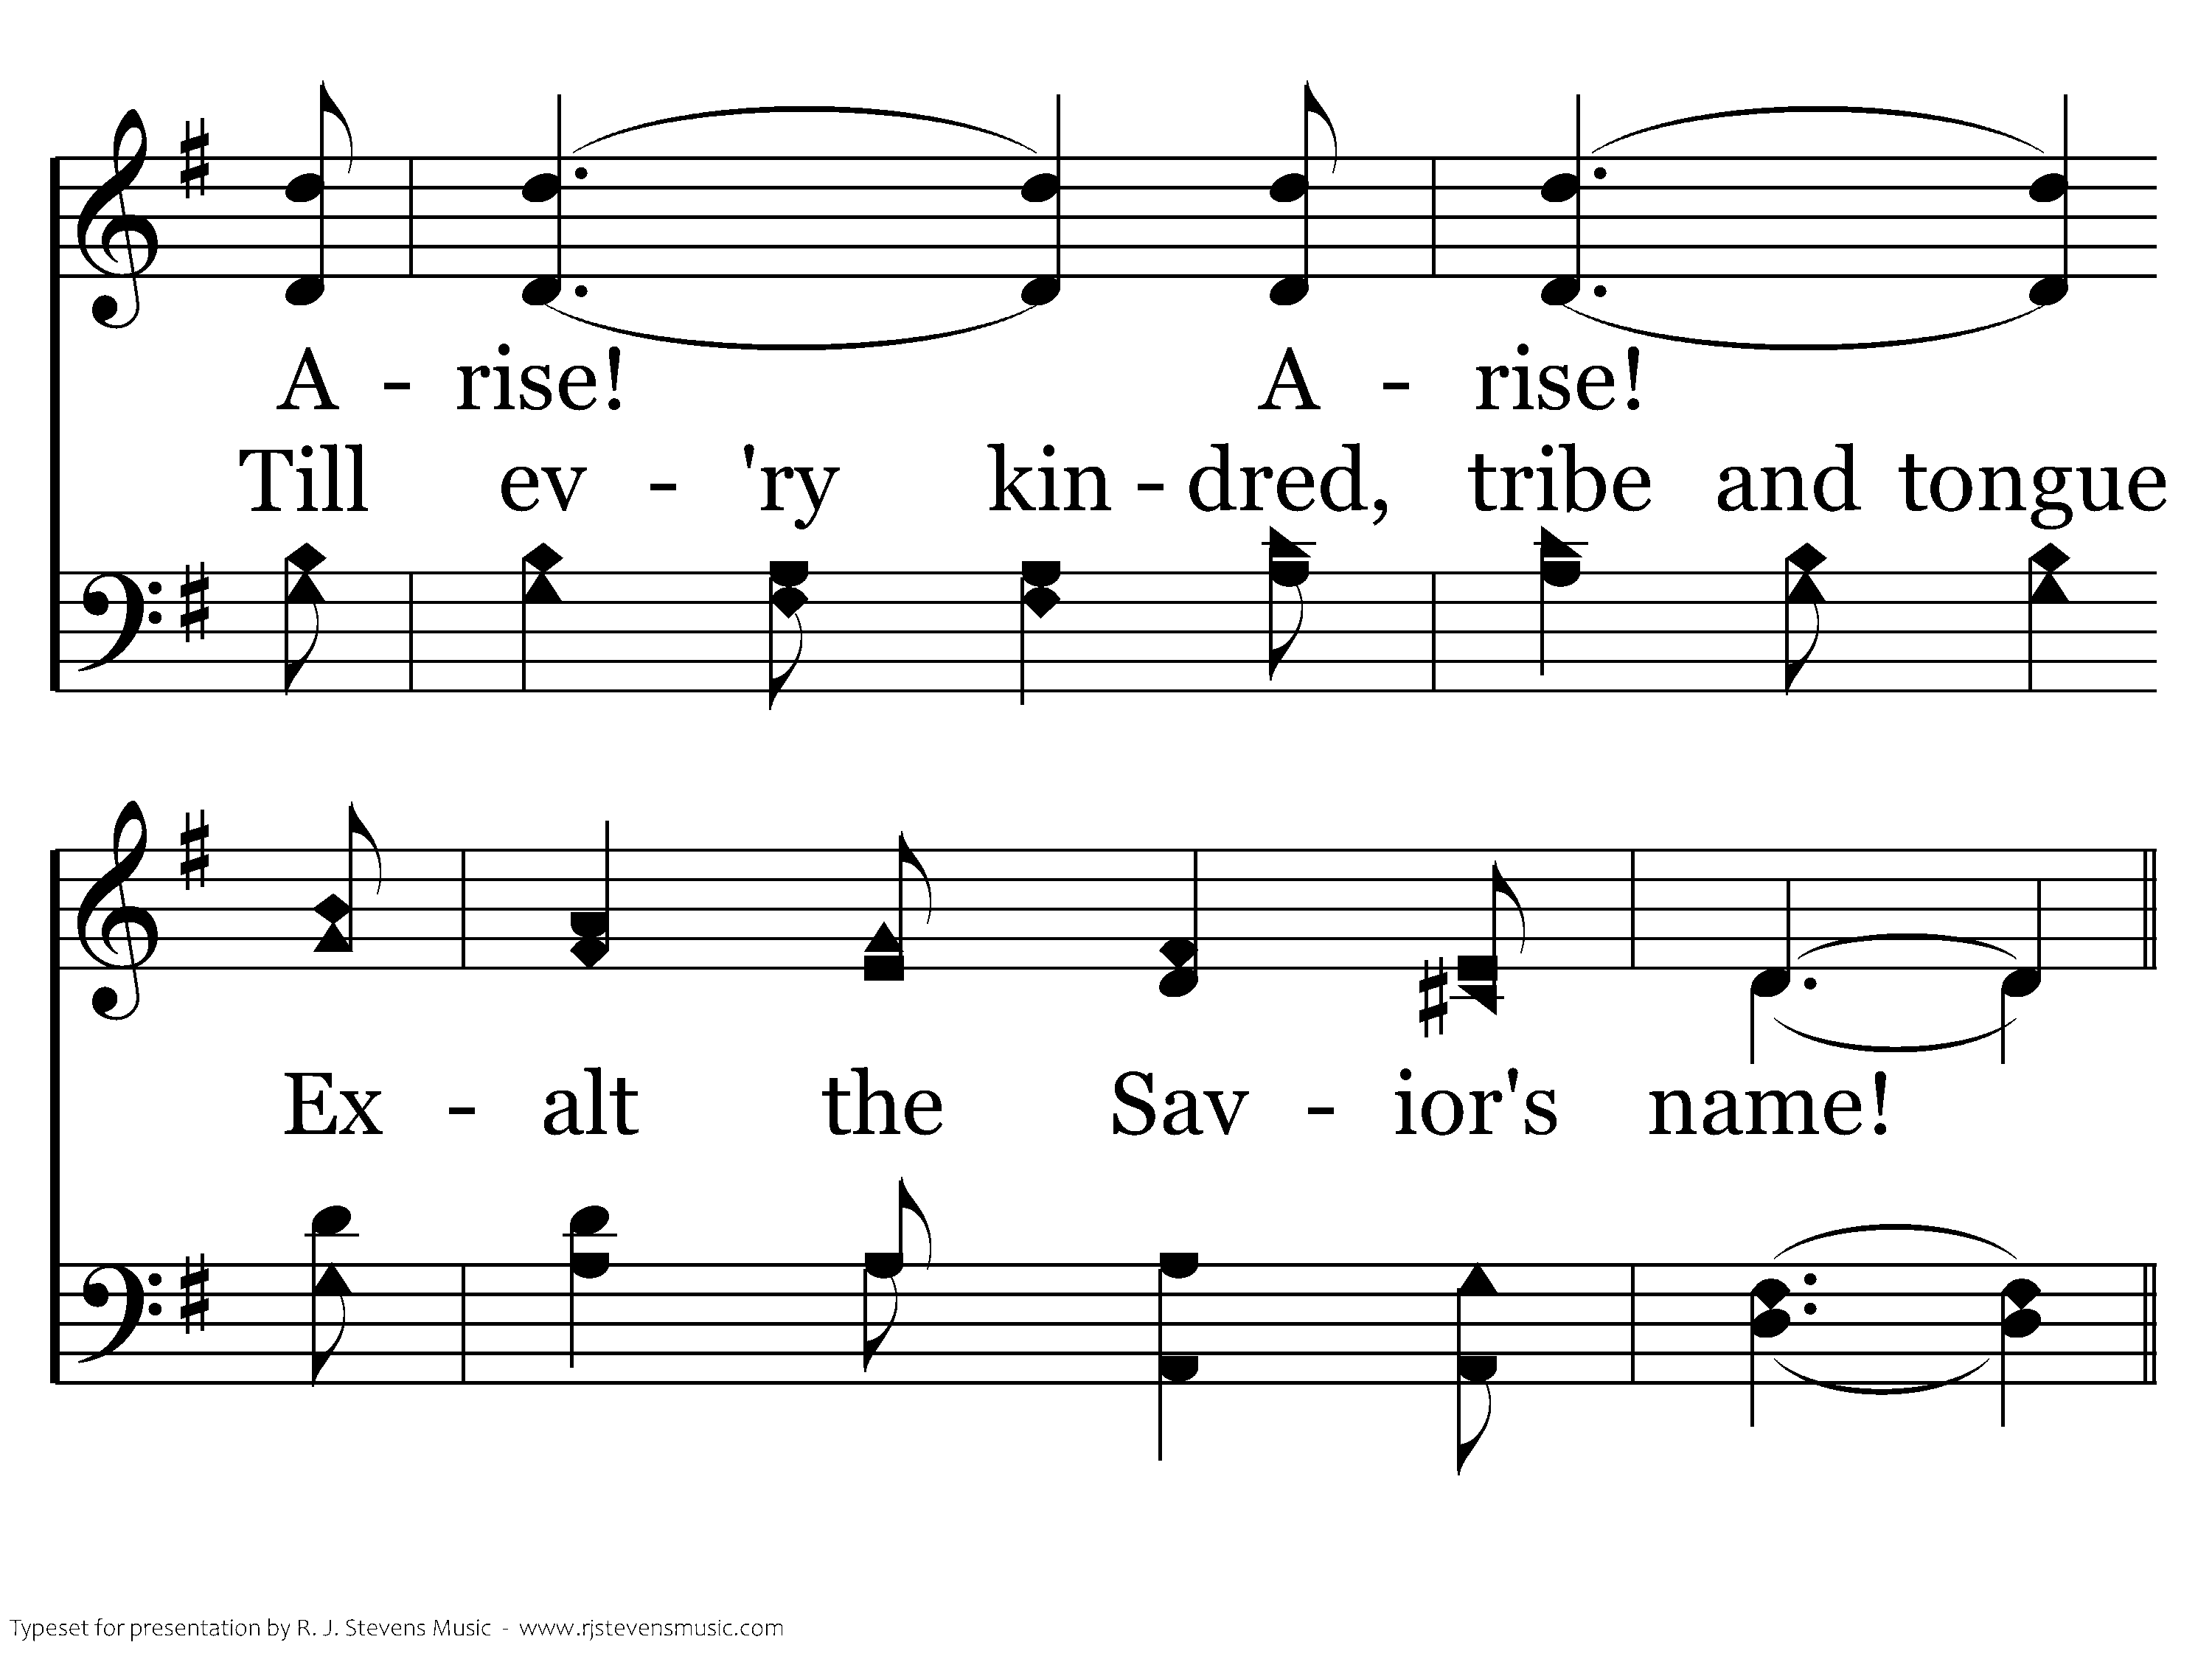 A - rise! A - rise!
Till ev - 'ry kin - dred, tribe and tongue
Ex - alt the Sav - ior's name!
Typeset for presentation by R. J. Stevens Music - www.rjstevensmusic.com